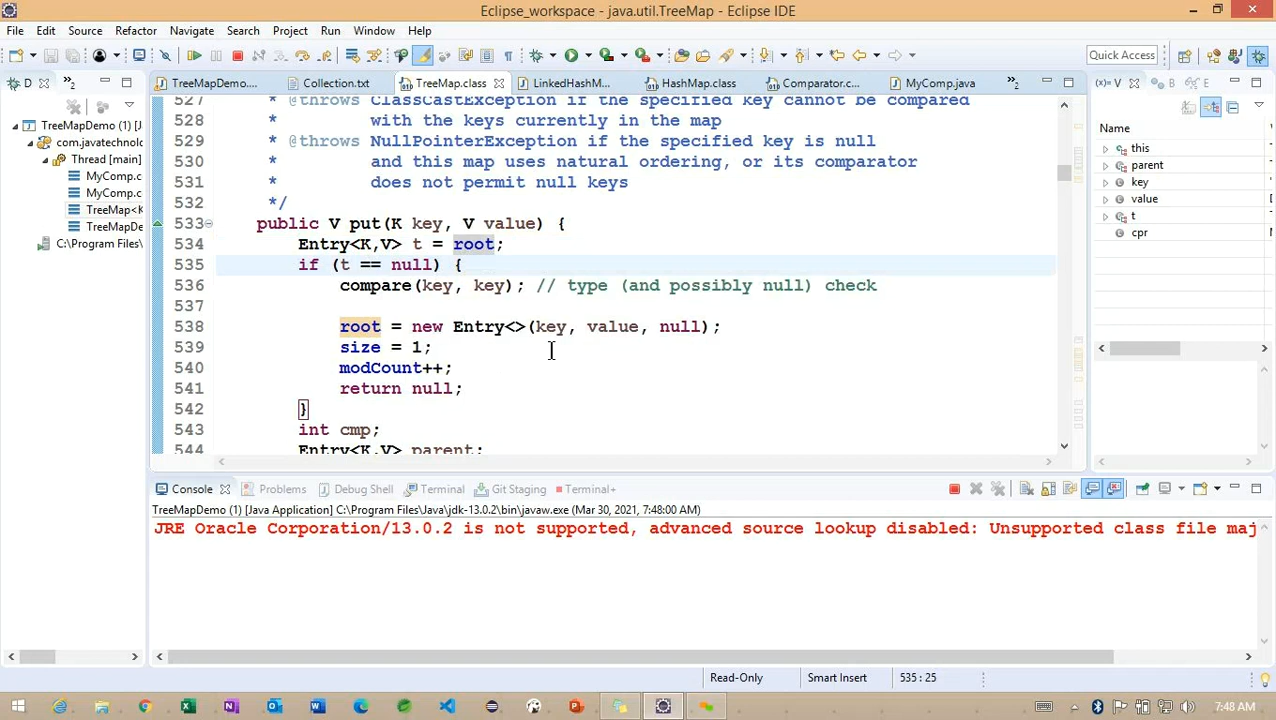 Eclipse_workspace - java.util.TreeMap - Eclipse IDE
File Edit Source Refactor Navigate Search Project Run Window Help
Quick Access
D »2
TreeMapDemo.... Collection.txt TreeMap.class LinkedHashM... HashMap.class Comparator.c... MyComp.java »2
V B E
TreeMapDemo (1) [J
com.javatechnolo
Thread [main]
MyComp.c
MyComp.c
TreeMap<K
TreeMapDe
C:\Program Files\
527 * @throws ClassCastException if the specified key cannot be compared
528 * with the keys currently in the map
529 * @throws NullPointerException if the specified key is null
530 * and this map uses natural ordering, or its comparator
531 * does not permit null keys
532 */
533 public V put(K key, V value) {
534 Entry<K,V> t = root;
535 if (t == null) {
536 compare(key, key); // type (and possibly null) check
537
538 root = new Entry<>(key, value, null);
539 size = 1;
540 modCount++;
541 return null;
542 }
543 int cmp;
544 Entry<K,V> parent;
Name
this
parent
key
value
t
cpr
Console Problems Debug Shell Terminal Git Staging Terminal+
TreeMapDemo (1) [Java Application] C:\Program Files\Java\jdk-13.0.2\bin\javaw.exe (Mar 30, 2021, 7:48:00 AM)
JRE Oracle Corporation/13.0.2 is not supported, advanced source lookup disabled: Unsupported class file maj
Read-Only Smart Insert 535 : 25
7:48 AM